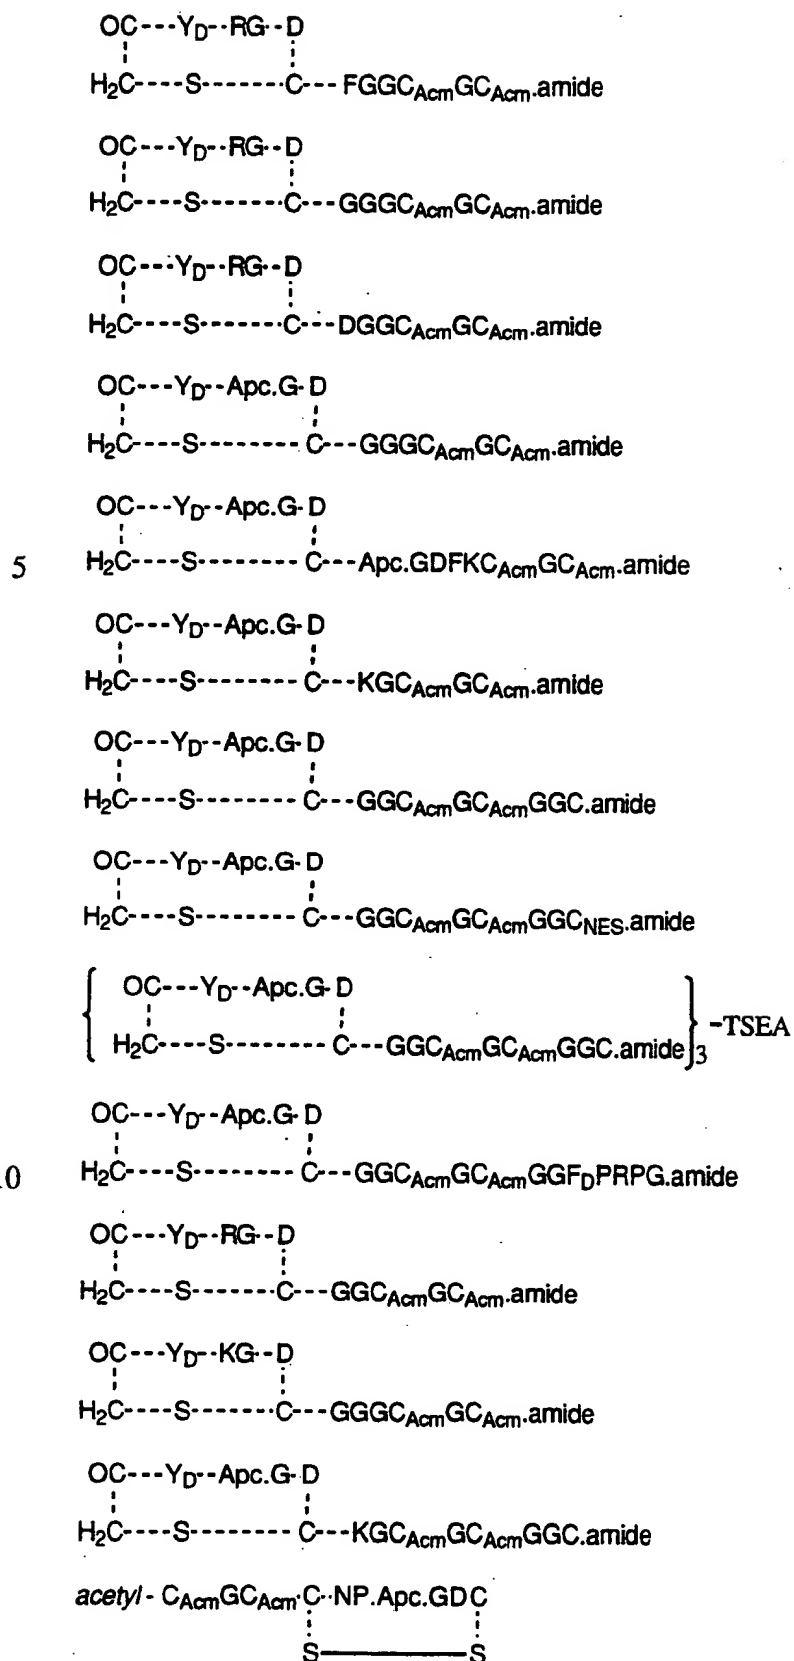 OC---YD--RG--D
H2C----S-------C---FGGCAcmGCAcm.amide
OC---YD--RG--D
H2C----S-------C---GGGCAcmGCAcm.amide
OC---YD--RG--D
H2C----S-------C---DGGCAcmGCAcm.amide
OC---YD--Apc.G-D
H2C----S--------C---GGGCAcmGCAcm.amide
OC---YD--Apc.G-D
5 H2C----S--------C---Apc.GDFKCAcmGCAcm.amide
OC---YD--Apc.G-D
H2C----S--------C---KGCAcmGCAcm.amide
OC---YD--Apc.G-D
H2C----S--------C---GGCAcmGCAcmGGC.amide
OC---YD--Apc.G-D
H2C----S--------C---GGCAcmGCAcmGGCNES.amide
OC---YD--Apc.G-D
H2C----S--------C---GGCAcmGCAcmGGC.amide}3-TSEA
OC---YD--Apc.G-D
0 H2C----S--------C---GGCAcmGCAcmGGFDPRPG.amide
OC---YD--RG--D
H2C----S-------C---GGCAcmGCAcm.amide
OC---YD--KG--D
H2C----S-------C---GGGCAcmGCAcm.amide
OC---YD--Apc.G-D
H2C----S--------C---KGCAcmGCAcmGGC.amide
acetyl-CAcmGCAcm.C..NP.Apc.GDC
S———S